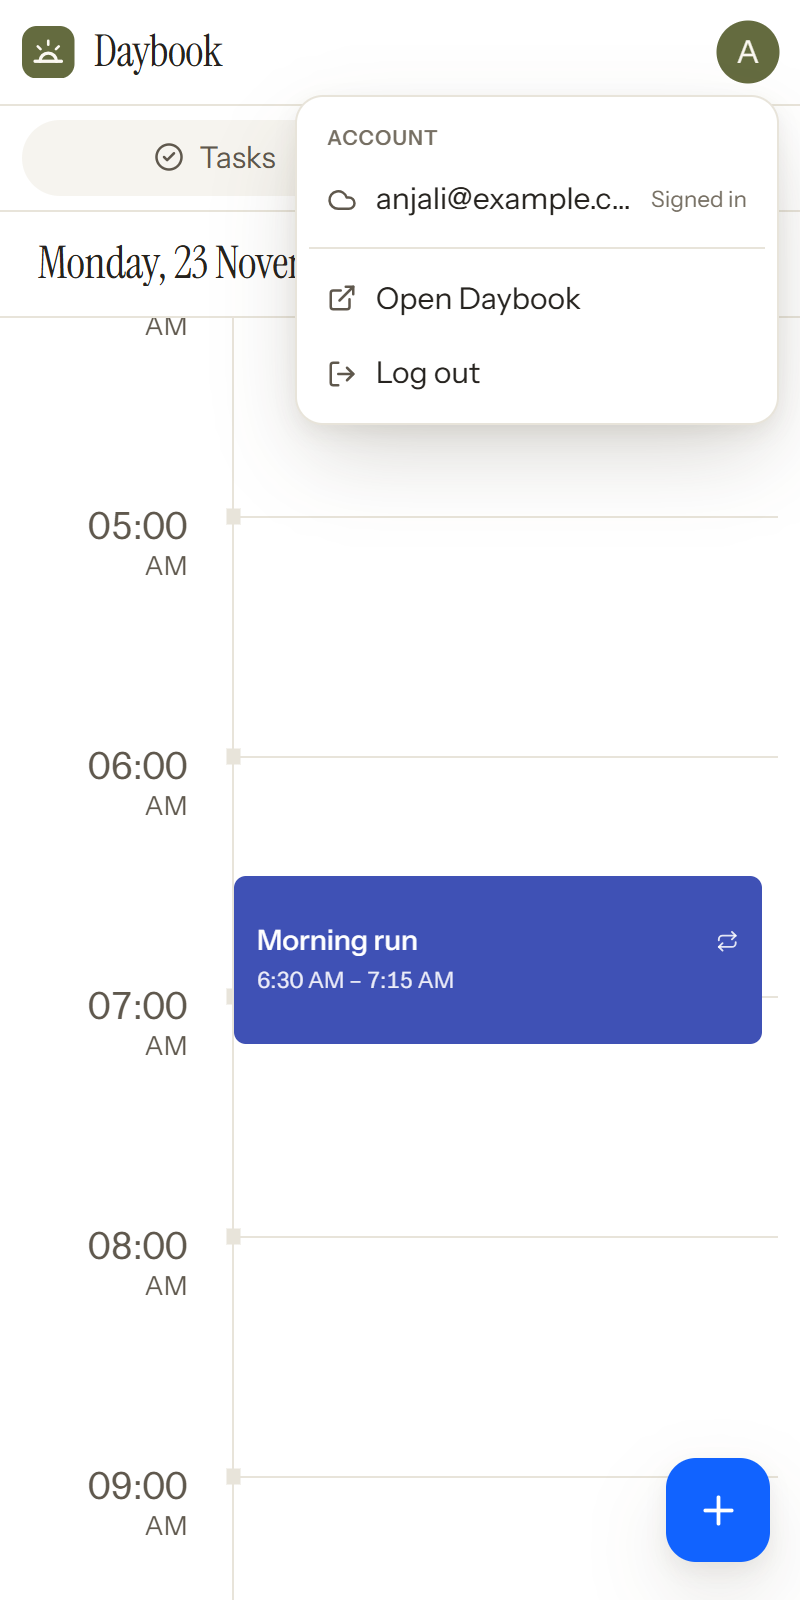 Daybook
A
ACCOUNT
anjali@example.c... Signed in
Open Daybook
Log out
Tasks
Monday, 23 Nover
AM
05:00
AM
06:00
AM
Morning run
6:30 AM – 7:15 AM
07:00
AM
08:00
AM
09:00
AM